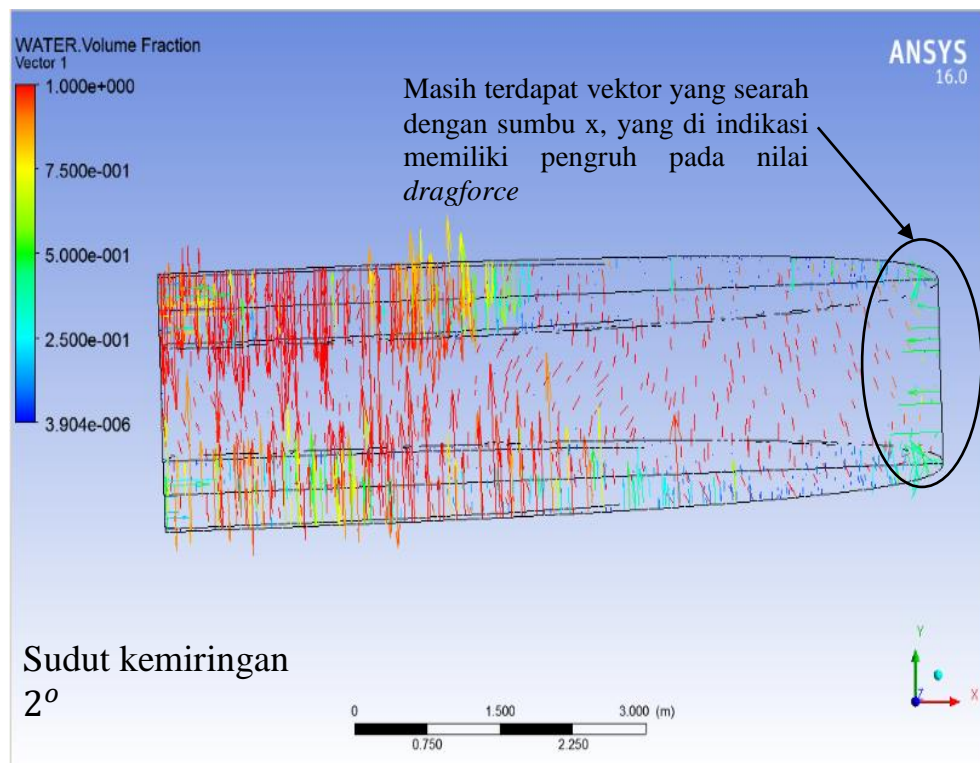 WATER.Volume Fraction
Vector 1
1.000e+000
7.500e-001
5.000e-001
2.500e-001
3.904e-006
ANSYS
16.0
Masih terdapat vektor yang searah
dengan sumbu x, yang di indikasi
memiliki pengruh pada nilai
dragforce
Sudut kemiringan
2°
0 1.500 3.000 (m)
0.750 2.250
Y
Z X